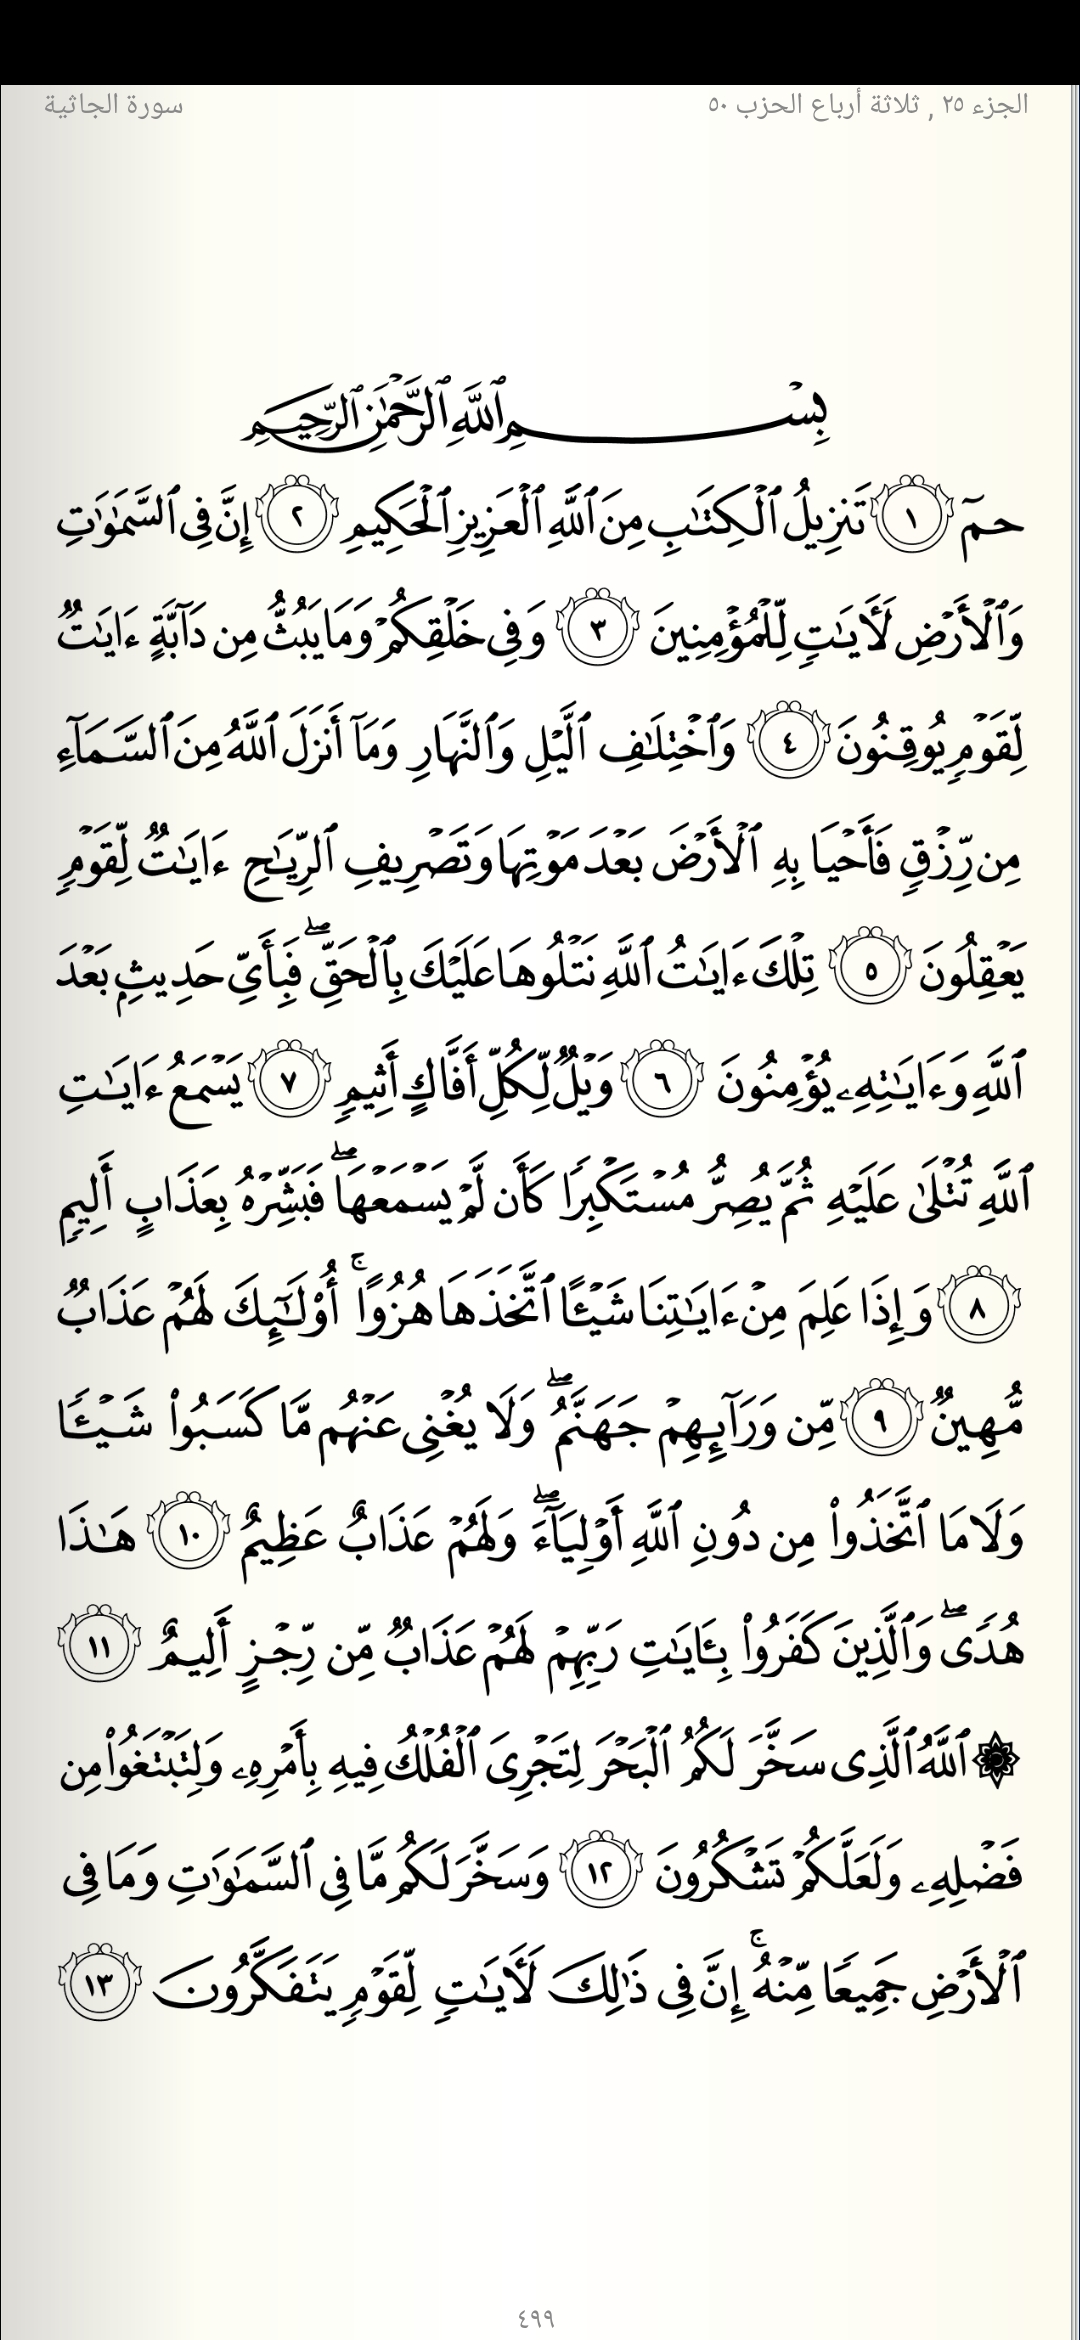 الجزء ٢٥ , ثلاثة أرباع الحزب ٥٠
سورة الجاثية
بِسۡمِ ٱللَّهِ ٱلرَّحۡمَٰنِ ٱلرَّحِيمِ
حمٓ ١ تَنزِيلُ ٱلۡكِتَٰبِ مِنَ ٱللَّهِ ٱلۡعَزِيزِ ٱلۡحَكِيمِ ٢ إِنَّ فِى ٱلسَّمَٰوَٰتِ
وَٱلۡأَرۡضِ لَأٓيَٰتٖ لِّلۡمُؤۡمِنِينَ ٣ وَفِى خَلۡقِكُمۡ وَمَا يَبُثُّ مِن دَآبَّةٍ ءَايَٰتٞ
لِّقَوۡمٖ يُوقِنُونَ ٤ وَٱخۡتِلَٰفِ ٱلَّيۡلِ وَٱلنَّهَارِ وَمَآ أَنزَلَ ٱللَّهُ مِنَ ٱلسَّمَآءِ
مِن رِّزۡقٖ فَأَحۡيَا بِهِ ٱلۡأَرۡضَ بَعۡدَ مَوۡتِهَا وَتَصۡرِيفِ ٱلرِّيَٰحِ ءَايَٰتٞ لِّقَوۡمٖ
يَعۡقِلُونَ ٥ تِلۡكَ ءَايَٰتُ ٱللَّهِ نَتۡلُوهَا عَلَيۡكَ بِٱلۡحَقِّۖ فَبِأَىِّ حَدِيثِۭ بَعۡدَ
ٱللَّهِ وَءَايَٰتِهِۦ يُؤۡمِنُونَ ٦ وَيۡلٞ لِّكُلِّ أَفَّاكٍ أَثِيمٖ ٧ يَسۡمَعُ ءَايَٰتِ
ٱللَّهِ تُتۡلَىٰ عَلَيۡهِ ثُمَّ يُصِرُّ مُسۡتَكۡبِرٗا كَأَن لَّمۡ يَسۡمَعۡهَاۖ فَبَشِّرۡهُ بِعَذَابٍ أَلِيمٖ
٨ وَإِذَا عَلِمَ مِنۡ ءَايَٰتِنَا شَيۡـًٔا ٱتَّخَذَهَا هُزُوًاۚ أُوْلَٰٓئِكَ لَهُمۡ عَذَابٞ
مُّهِينٞ ٩ مِّن وَرَآئِهِمۡ جَهَنَّمُۖ وَلَا يُغۡنِى عَنۡهُم مَّا كَسَبُواْ شَيۡـٔٗا
وَلَا مَا ٱتَّخَذُواْ مِن دُونِ ٱللَّهِ أَوۡلِيَآءَۖ وَلَهُمۡ عَذَابٌ عَظِيمٌ ١٠ هَٰذَا
هُدٗىۖ وَٱلَّذِينَ كَفَرُواْ بِـَٔايَٰتِ رَبِّهِمۡ لَهُمۡ عَذَابٞ مِّن رِّجۡزٍ أَلِيمٌ ١١
۞ ٱللَّهُ ٱلَّذِى سَخَّرَ لَكُمُ ٱلۡبَحۡرَ لِتَجۡرِىَ ٱلۡفُلۡكُ فِيهِ بِأَمۡرِهِۦ وَلِتَبۡتَغُواْ مِن
فَضۡلِهِۦ وَلَعَلَّكُمۡ تَشۡكُرُونَ ١٢ وَسَخَّرَ لَكُم مَّا فِى ٱلسَّمَٰوَٰتِ وَمَا فِى
ٱلۡأَرۡضِ جَمِيعٗا مِّنۡهُۚ إِنَّ فِى ذَٰلِكَ لَأٓيَٰتٖ لِّقَوۡمٖ يَتَفَكَّرُونَ ١٣
٤٩٩